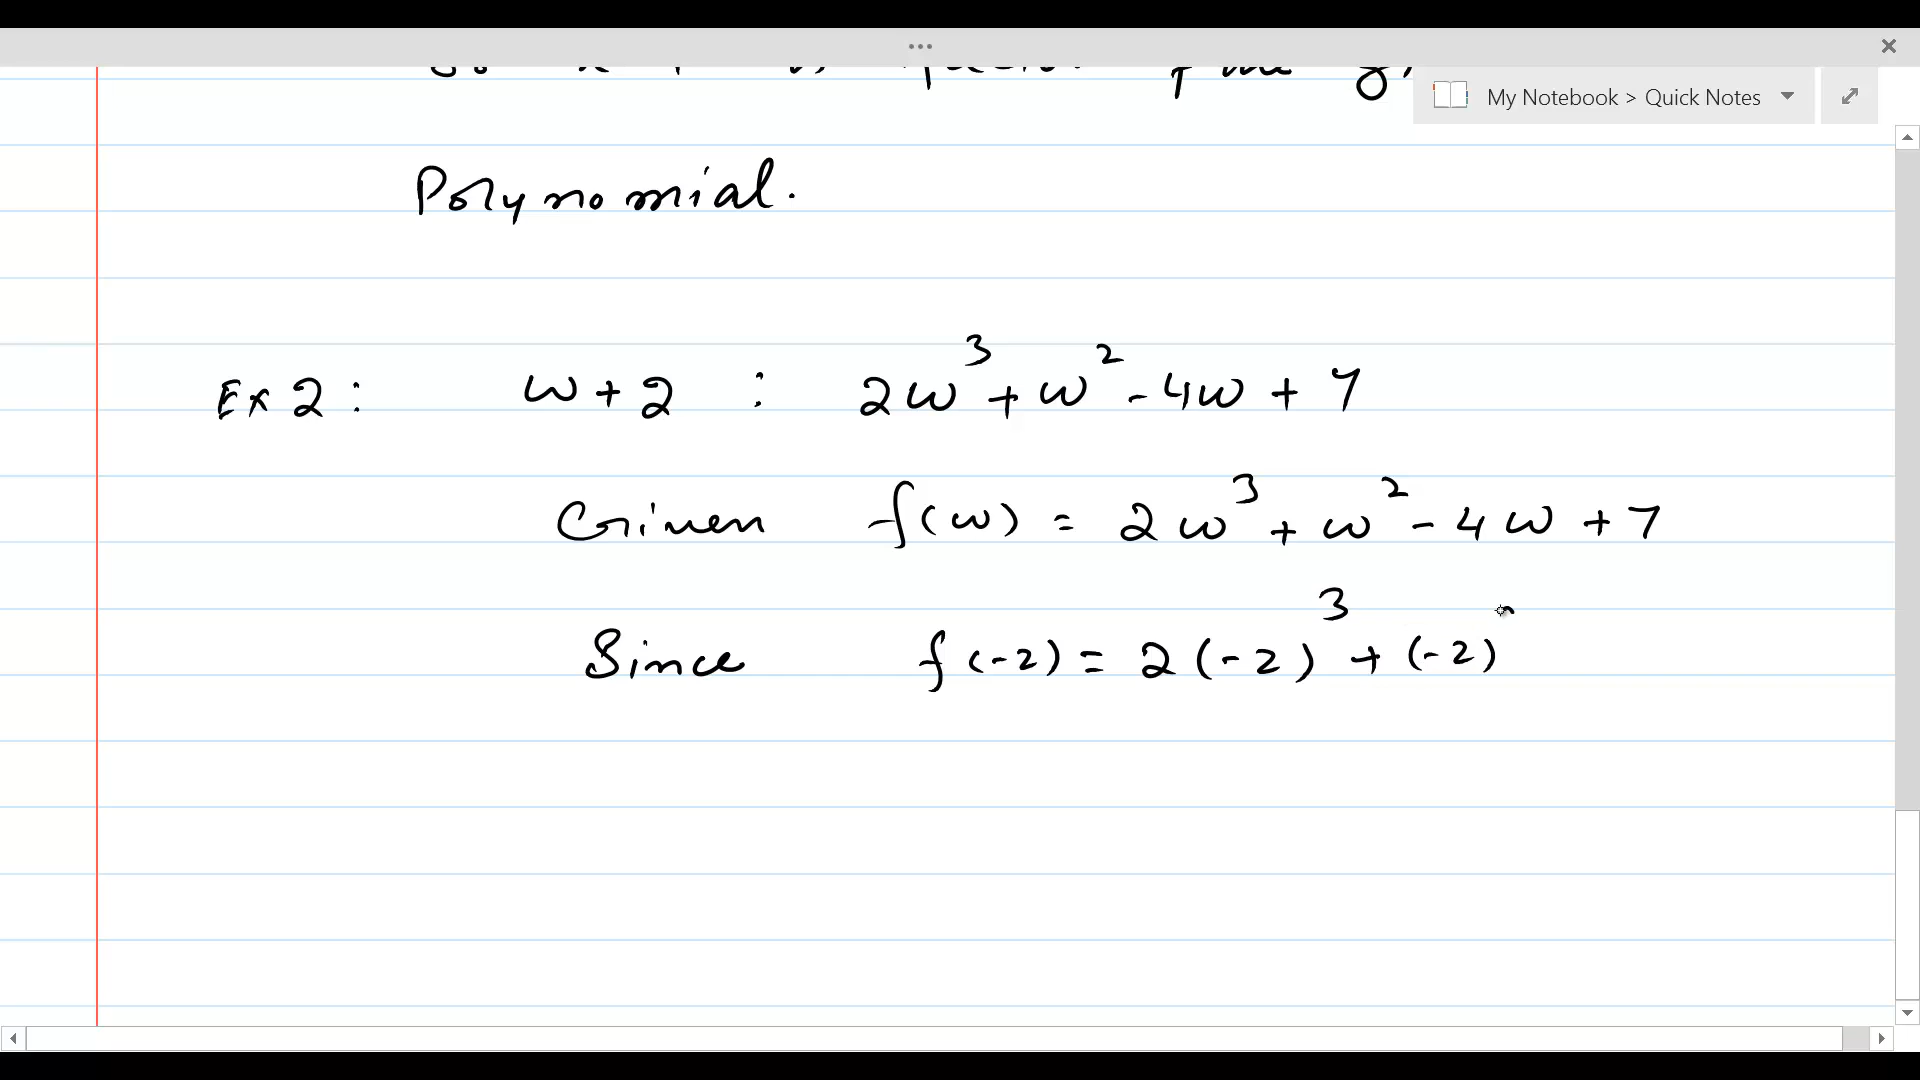 My Notebook > Quick Notes
Polynomial.
Ex 2 : w + 2 : 2w³ + w² - 4w + 7
Given f(w) = 2w³ + w² - 4w + 7
Since f(-2) = 2(-2)³ + (-2)